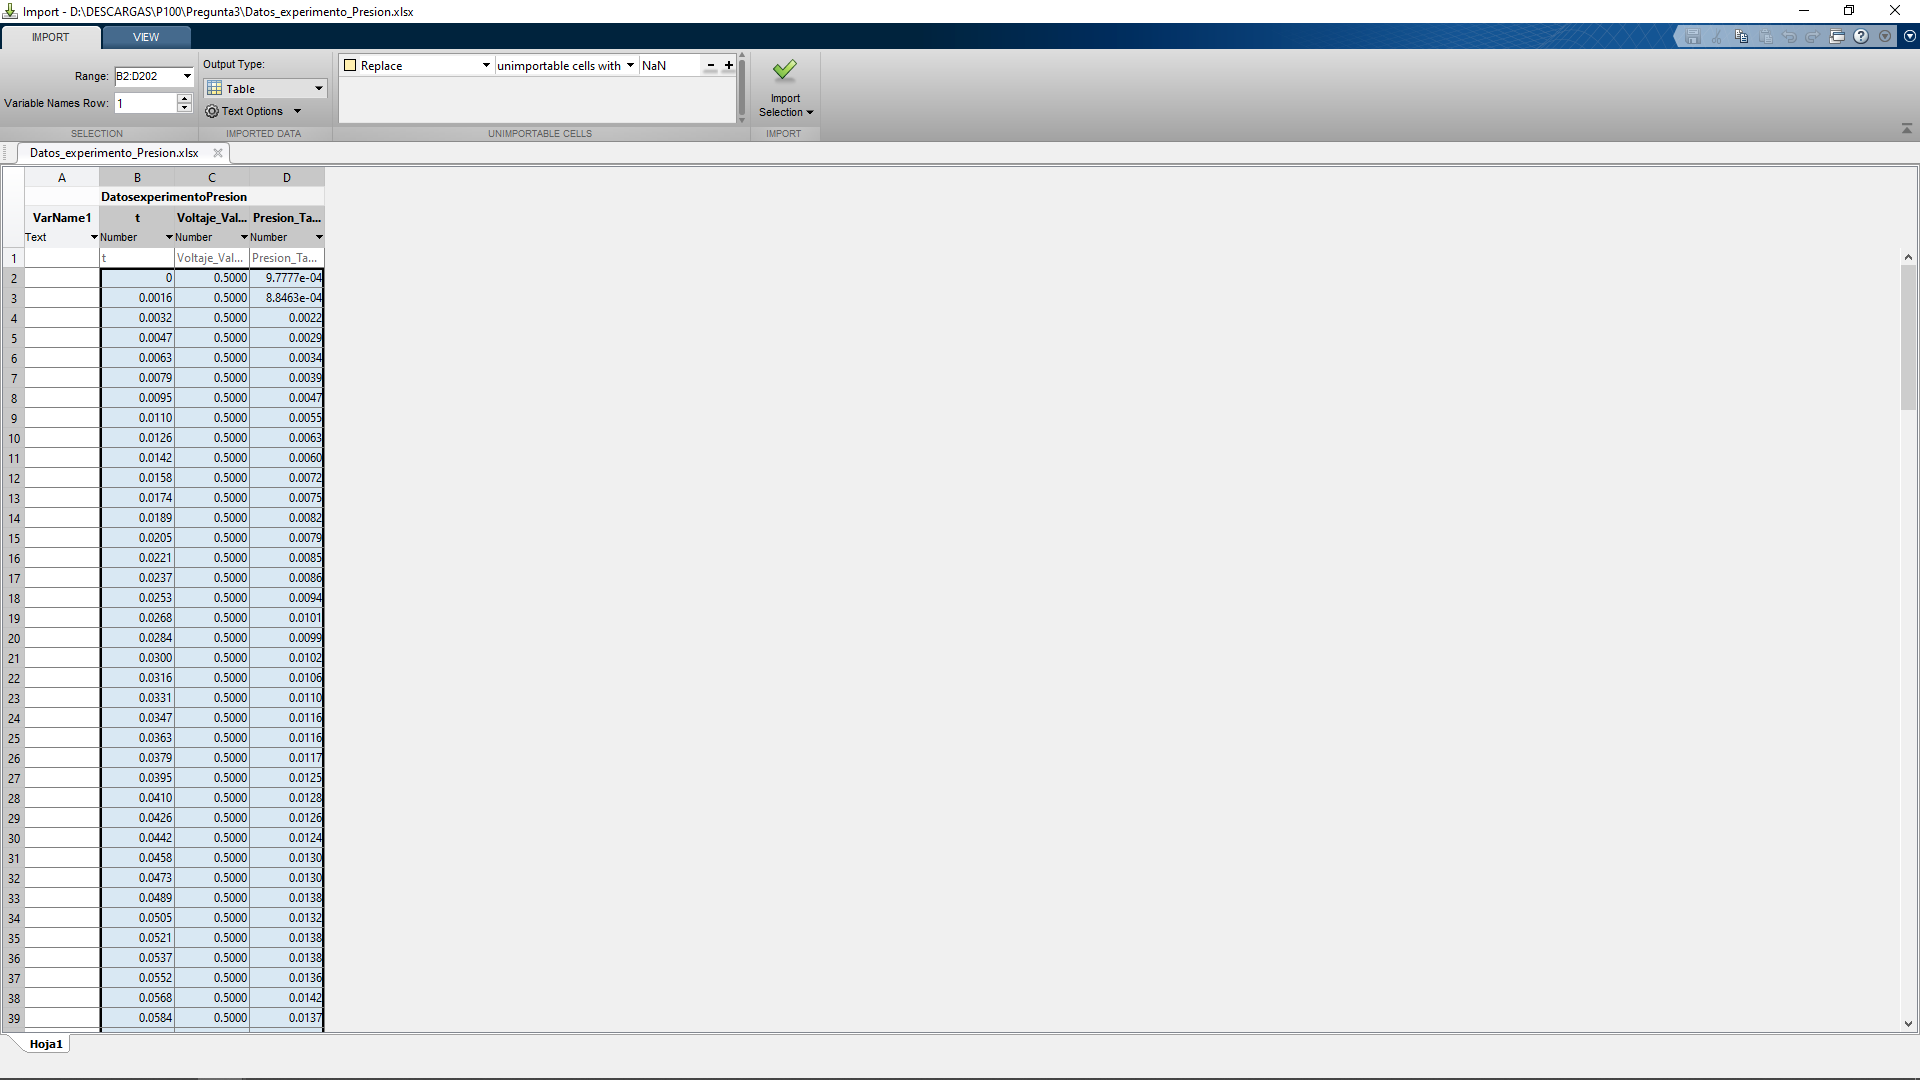 Import - D:\DESCARGAS\P100\Pregunta3\Datos_experimento_Presion.xlsx
IMPORT VIEW
Range: B2:D202
Variable Names Row: 1
SELECTION
Output Type:
Table
Text Options
IMPORTED DATA
Replace unimportable cells with NaN
UNIMPORTABLE CELLS
Import
Selection
IMPORT
Datos_experimento_Presion.xlsx
A B C D
DatosexperimentoPresion
VarName1 t Voltaje_Val... Presion_Ta...
Text Number Number Number
1 t Voltaje_Val... Presion_Ta...
2 0 0.5000 9.7777e-04
3 0.0016 0.5000 8.8463e-04
4 0.0032 0.5000 0.0022
5 0.0047 0.5000 0.0029
6 0.0063 0.5000 0.0034
7 0.0079 0.5000 0.0039
8 0.0095 0.5000 0.0047
9 0.0110 0.5000 0.0055
10 0.0126 0.5000 0.0063
11 0.0142 0.5000 0.0060
12 0.0158 0.5000 0.0072
13 0.0174 0.5000 0.0075
14 0.0189 0.5000 0.0082
15 0.0205 0.5000 0.0079
16 0.0221 0.5000 0.0085
17 0.0237 0.5000 0.0086
18 0.0253 0.5000 0.0094
19 0.0268 0.5000 0.0101
20 0.0284 0.5000 0.0099
21 0.0300 0.5000 0.0102
22 0.0316 0.5000 0.0106
23 0.0331 0.5000 0.0110
24 0.0347 0.5000 0.0116
25 0.0363 0.5000 0.0116
26 0.0379 0.5000 0.0117
27 0.0395 0.5000 0.0125
28 0.0410 0.5000 0.0128
29 0.0426 0.5000 0.0126
30 0.0442 0.5000 0.0124
31 0.0458 0.5000 0.0130
32 0.0473 0.5000 0.0130
33 0.0489 0.5000 0.0138
34 0.0505 0.5000 0.0132
35 0.0521 0.5000 0.0138
36 0.0537 0.5000 0.0138
37 0.0552 0.5000 0.0136
38 0.0568 0.5000 0.0142
39 0.0584 0.5000 0.0137
Hoja1